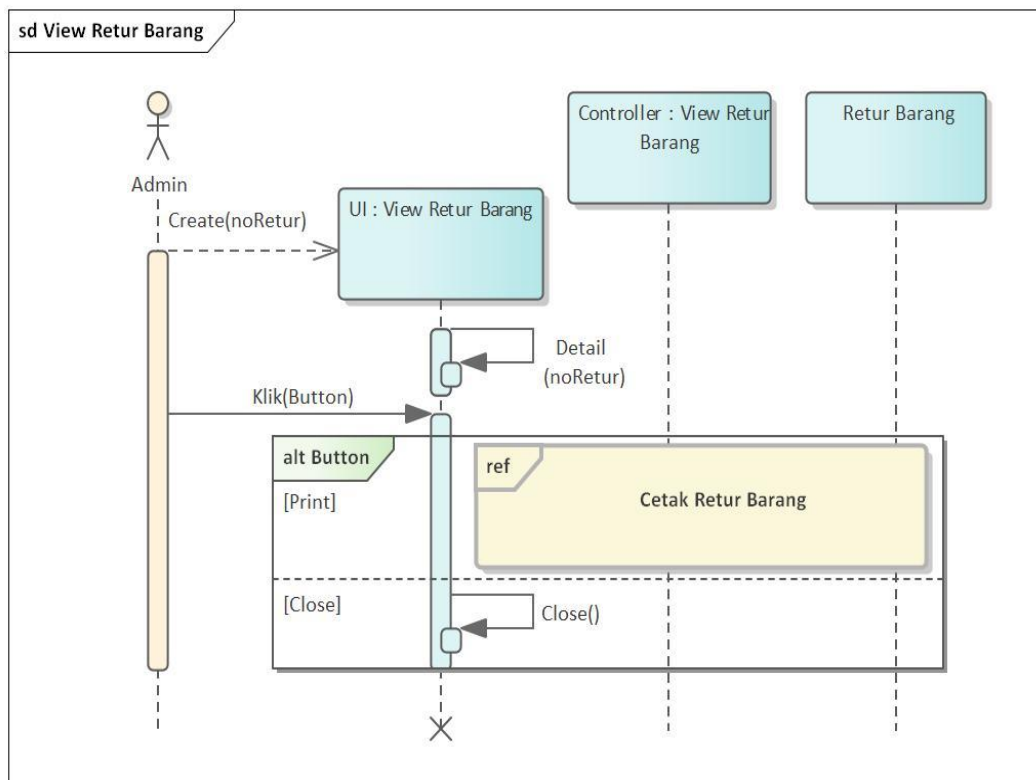 sd View Retur Barang
Admin
UI : View Retur Barang
Controller : View Retur
Barang
Retur Barang
Create(noRetur)
Detail
(noRetur)
Klik(Button)
alt Button
[Print]
ref
Cetak Retur Barang
[Close]
Close()